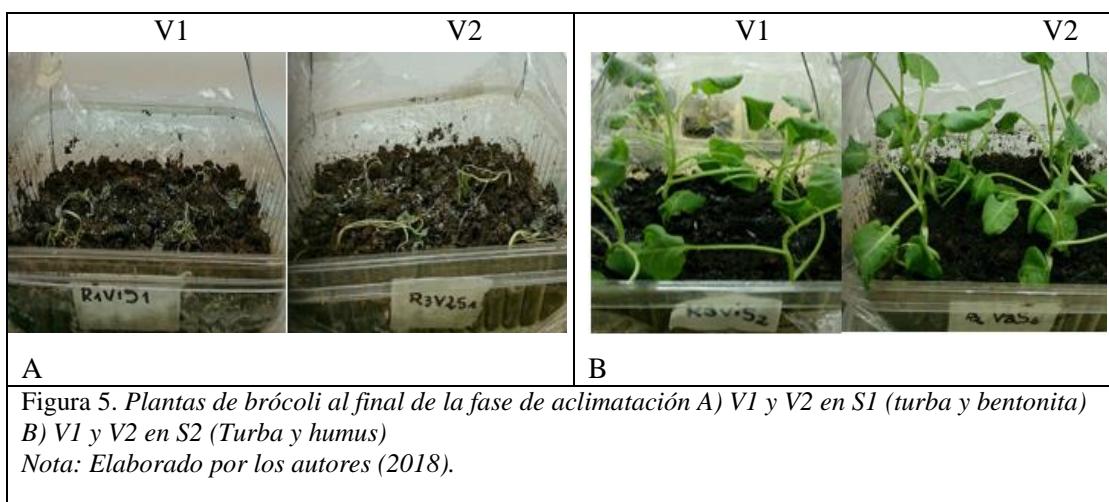 V1 V2 V1 V2
R1V1S1 R3V2S1 R3V1S2
A B
Figura 5. Plantas de brócoli al final de la fase de aclimatación A) V1 y V2 en S1 (turba y bentonita)
B) V1 y V2 en S2 (Turba y humus)
Nota: Elaborado por los autores (2018).